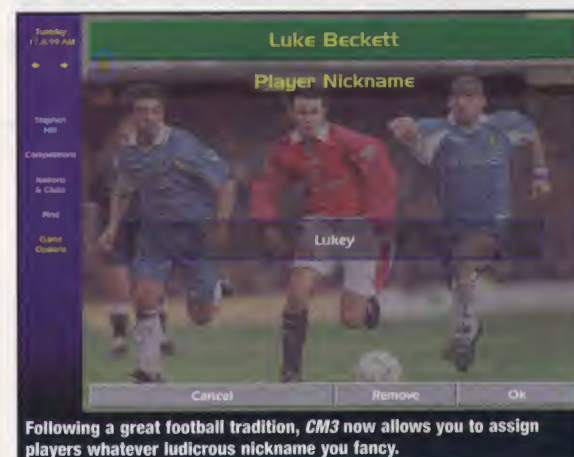 Tuesday
Luke Beckett
Player Nickname
Stephen
Hill
Competitions
Nations
& Clubs
Find
Game
Options
Lukey
Cancel Remove Ok
Following a great football tradition, CM3 now allows you to assign
players whatever ludicrous nickname you fancy.